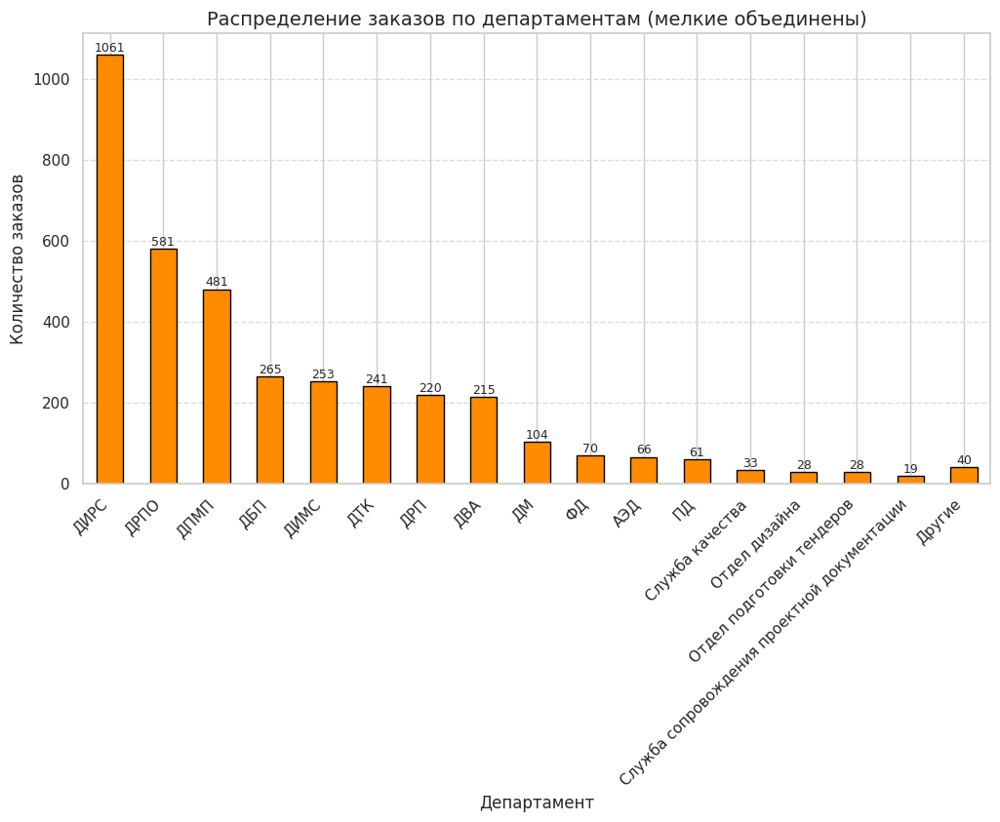 Распределение заказов по департаментам (мелкие объединены)
Количество заказов
1000
800
600
400
200
0
1061
581
481
265
253
241
220
215
104
70
66
61
33
28
28
19
40
ДИРС
ДРПО
ДПМП
ДБП
ДИМС
ДТК
ДРП
ДВА
ДМ
ФД
АЭД
ПД
Служба качества
Отдел дизайна
Отдел подготовки тендеров
Служба сопровождения проектной документации
Другие
Департамент